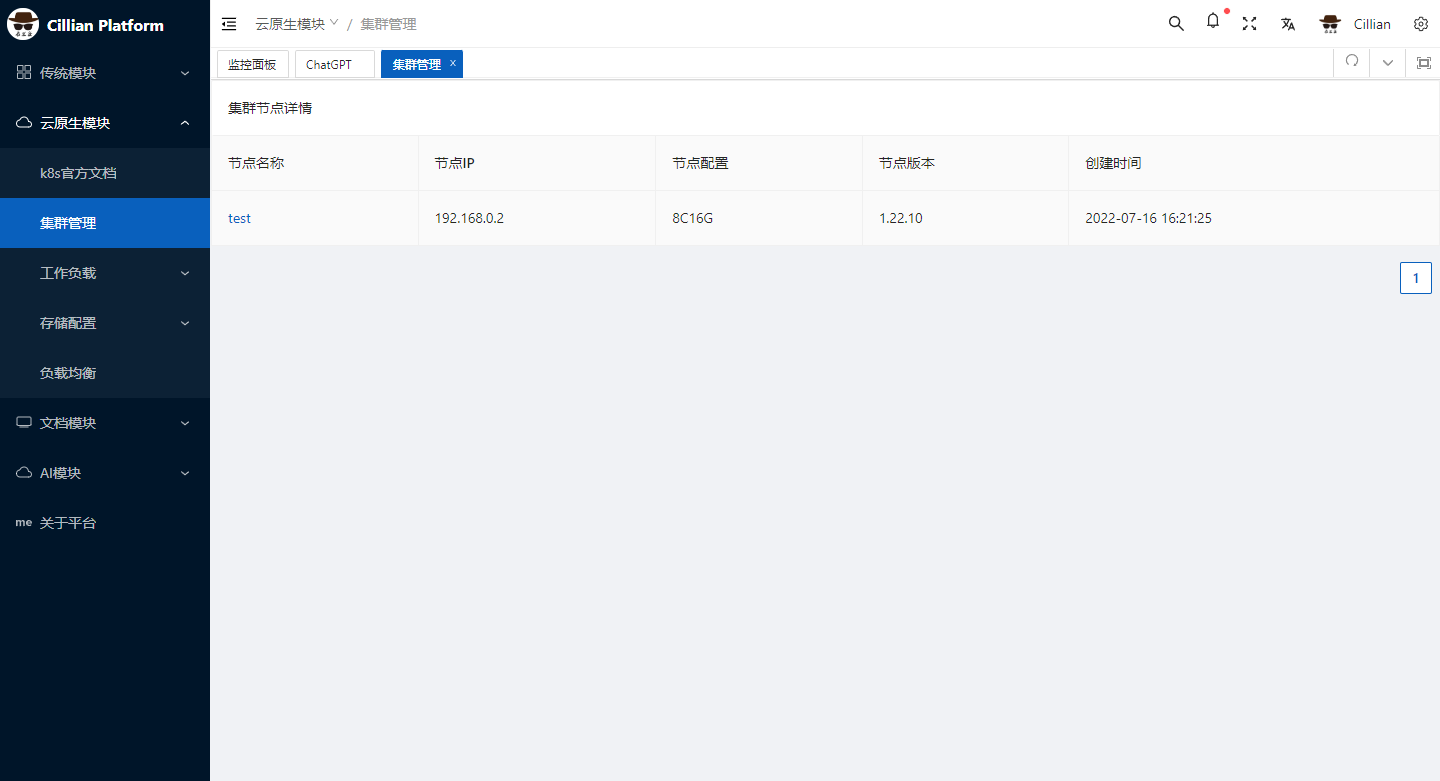 Cillian Platform
传统模块
云原生模块
k8s官方文档
集群管理
工作负载
存储配置
负载均衡
文档模块
AI模块
me 关于平台
云原生模块 / 集群管理
Cillian
监控面板 ChatGPT 集群管理 x
集群节点详情
节点名称 节点IP 节点配置 节点版本 创建时间
test 192.168.0.2 8C16G 1.22.10 2022-07-16 16:21:25
1